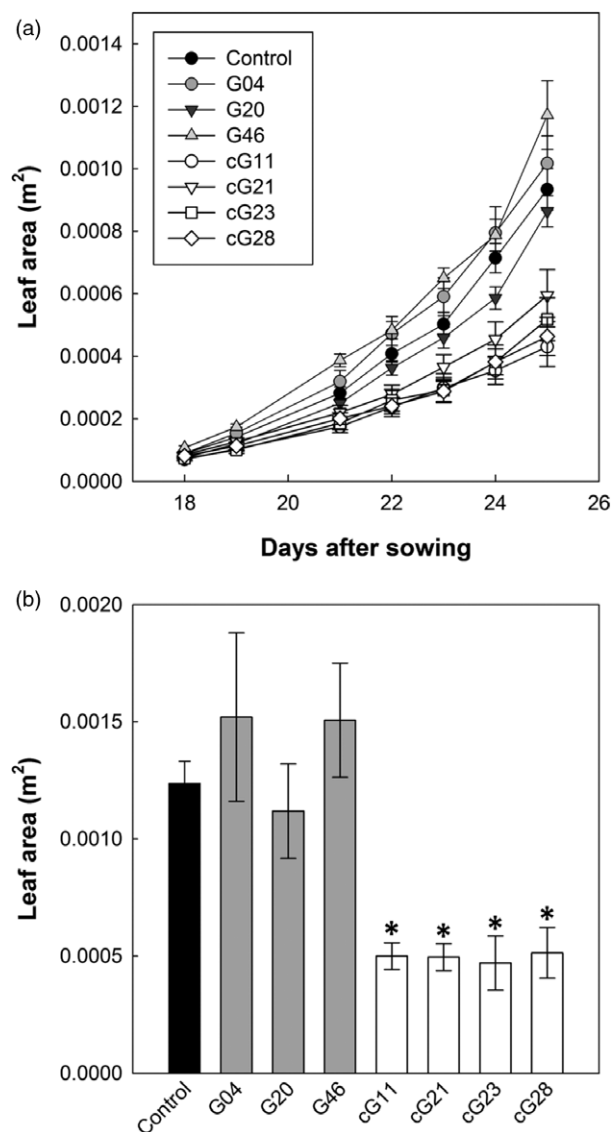 (a)
0.0014
0.0012
0.0010
0.0008
0.0006
0.0004
0.0002
0.0000
Leaf area (m²)
Control
G04
G20
G46
cG11
cG21
cG23
cG28
18 20 22 24 26
Days after sowing
(b)
0.0020
0.0015
0.0010
0.0005
0.0000
Leaf area (m²)
* * * *
Control G04 G20 G46 cG11 cG21 cG23 cG28